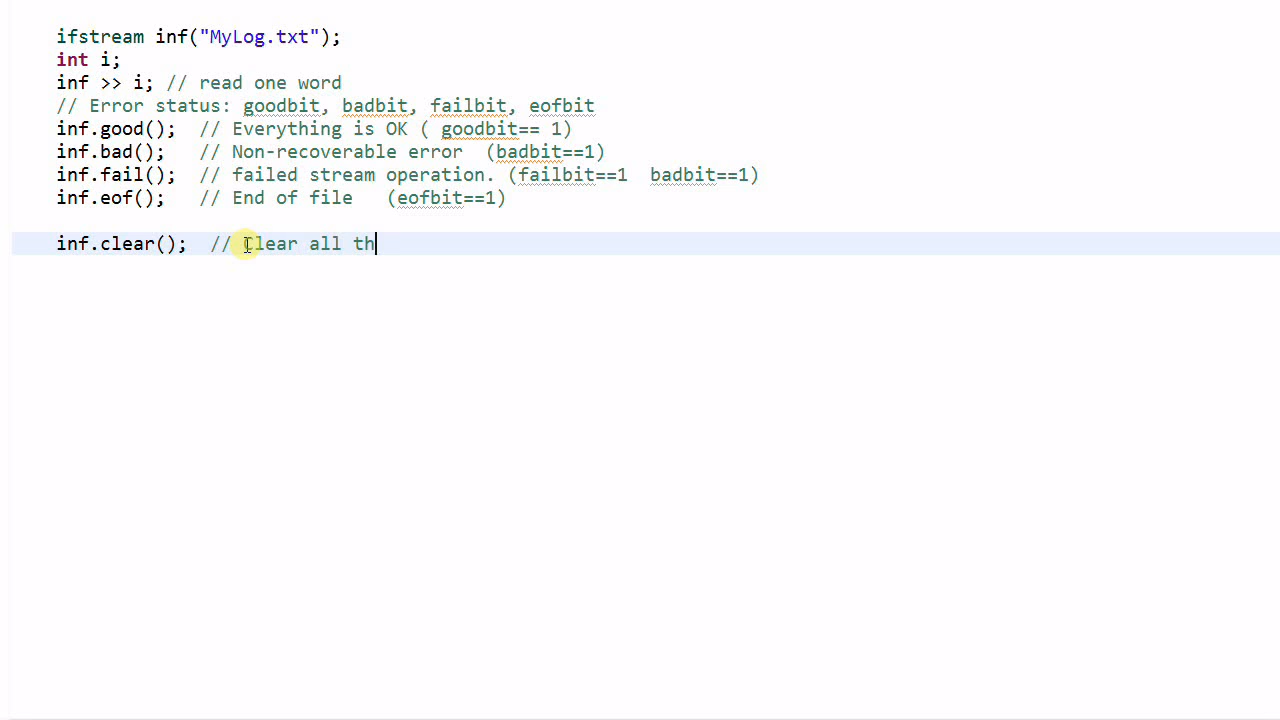 ifstream inf("MyLog.txt");
int i;
inf >> i; // read one word
// Error status: goodbit, badbit, failbit, eofbit
inf.good();  // Everything is OK ( goodbit== 1)
inf.bad();   // Non-recoverable error  (badbit==1)
inf.fail();  // failed stream operation. (failbit==1  badbit==1)
inf.eof();   // End of file   (eofbit==1)
inf.clear();  // Clear all th